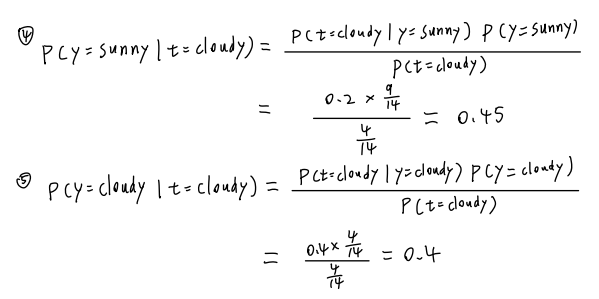 ④ P(y=sunny | t=cloudy) = P(t=cloudy | y=sunny) P(y=sunny) / P(t=cloudy)
= 0.2 × 9/14 / 4/14 = 0.45
⑤ P(y=cloudy | t=cloudy) = P(t=cloudy | y=cloudy) P(y=cloudy) / P(t=cloudy)
= 0.4 × 4/14 / 4/14 = 0.4